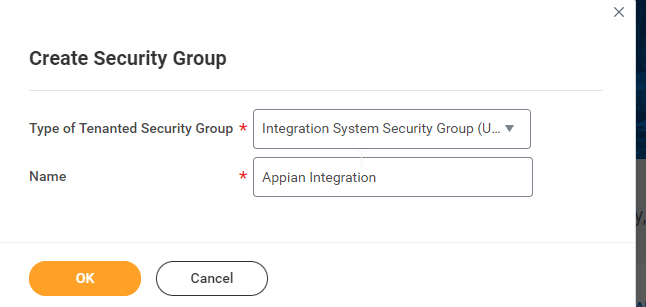 Create Security Group
Type of Tenanted Security Group * Integration System Security Group (U...
Name * Appian Integration
OK Cancel